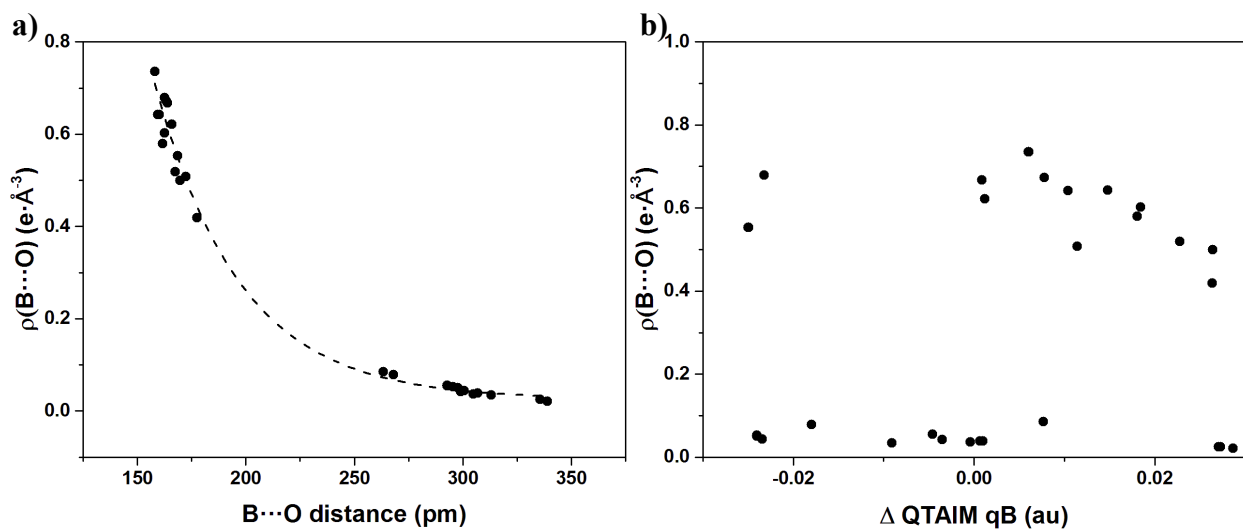 a)
0.8
0.6
0.4
0.2
0.0
ρ(B···O) (e·Å⁻³)
150 200 250 300 350
B···O distance (pm)
b)
1.0
0.8
0.6
0.4
0.2
0.0
ρ(B···O) (e·Å⁻³)
-0.02 0.00 0.02
Δ QTAIM qB (au)